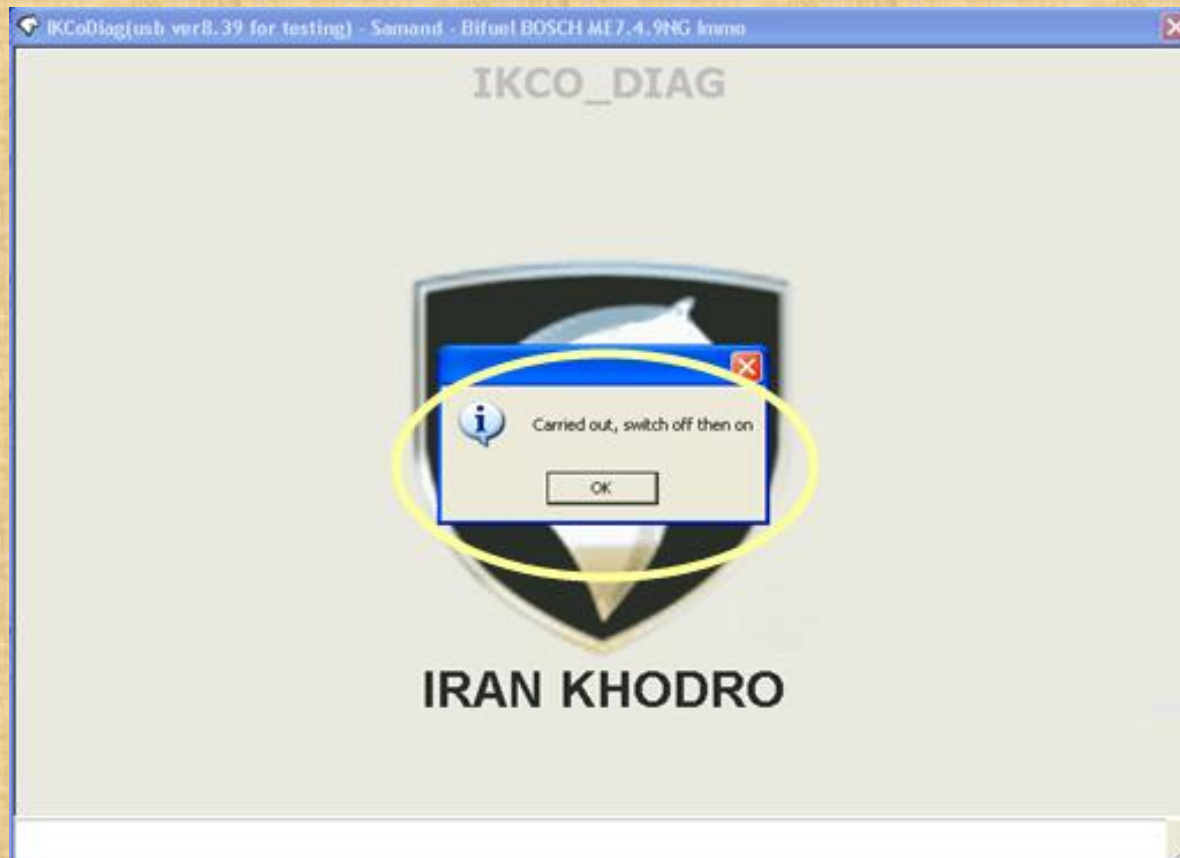 IKCoDiag(usb ver8.39 for testing) - Samand - Bifuel BOSCH ME7.4.9NG Immo
IKCO_DIAG
Carried out, switch off then on
OK
IRAN KHODRO